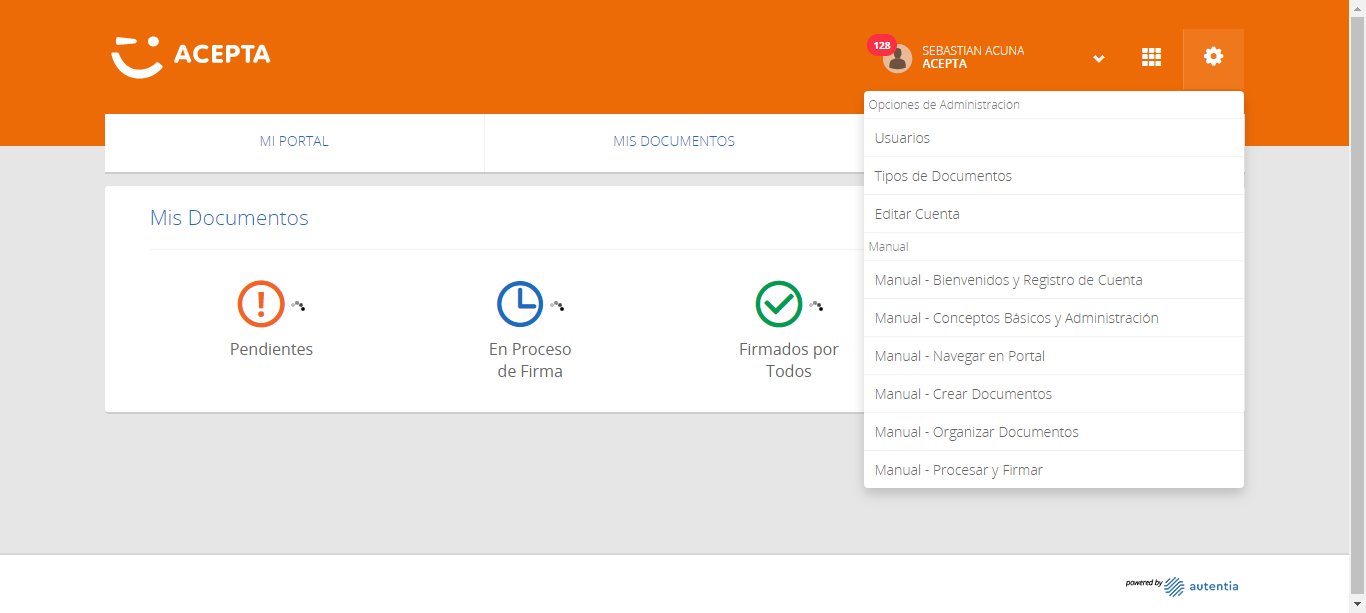 ACEPTA
128
SEBASTIAN ACUNA
ACEPTA
MI PORTAL
MIS DOCUMENTOS
Opciones de Administración
Usuarios
Tipos de Documentos
Editar Cuenta
Manual
Manual - Bienvenidos y Registro de Cuenta
Manual - Conceptos Básicos y Administración
Manual - Navegar en Portal
Manual - Crear Documentos
Manual - Organizar Documentos
Manual - Procesar y Firmar
Mis Documentos
Pendientes
En Proceso
de Firma
Firmados por
Todos
powered by autentia